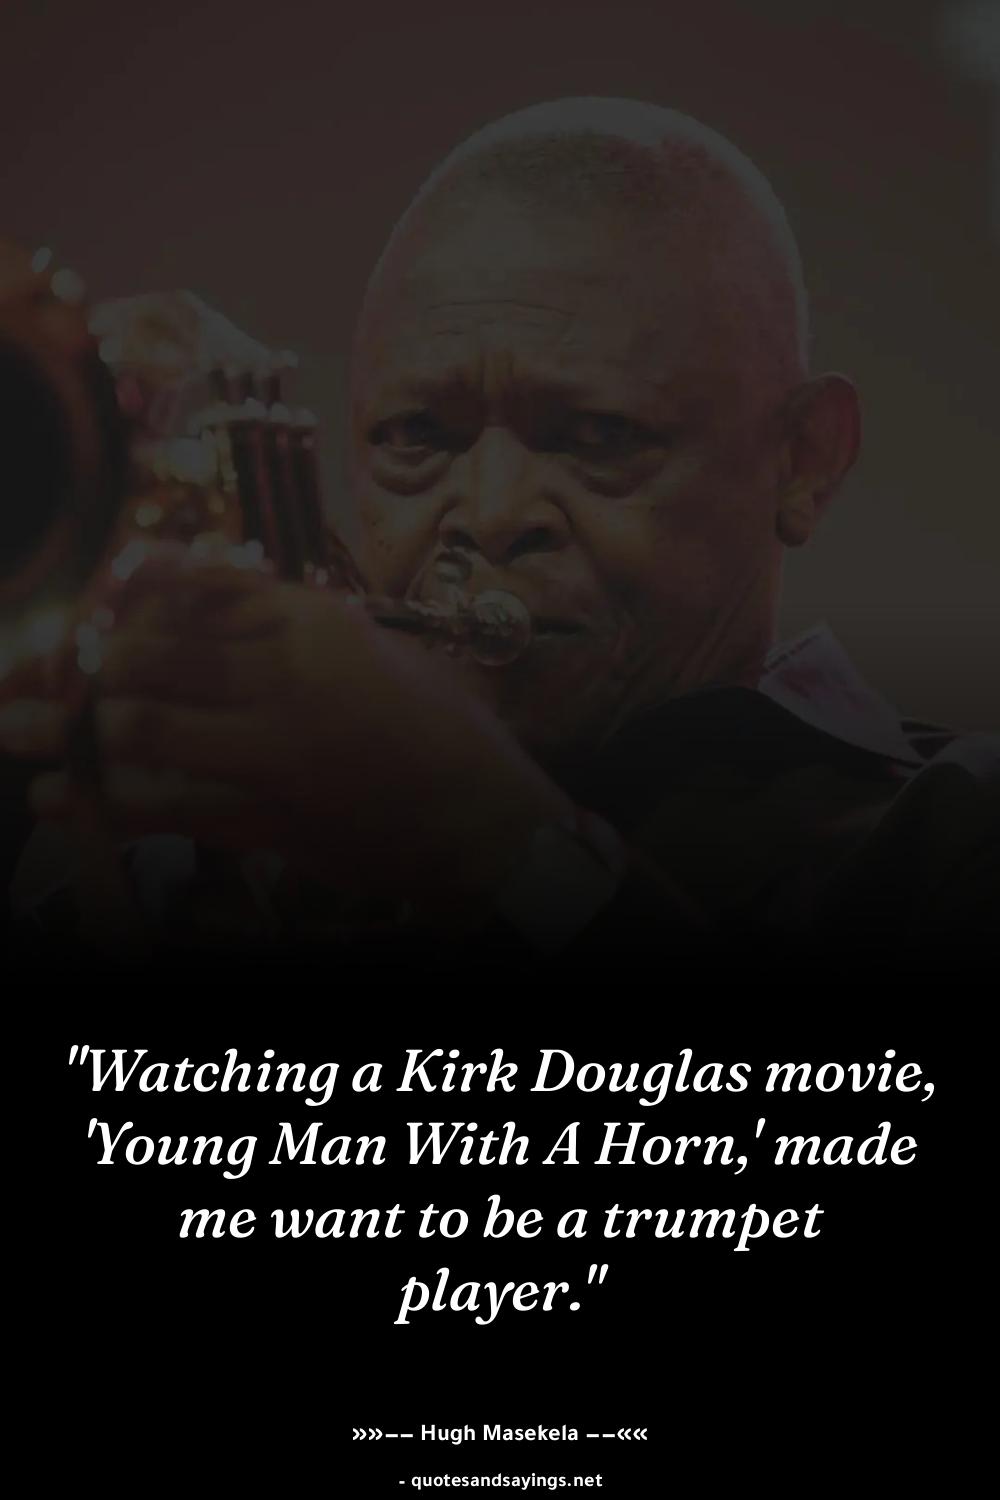 "Watching a Kirk Douglas movie,
'Young Man With A Horn,' made
me want to be a trumpet
player."
»»–– Hugh Masekela ––««
- quotesandsayings.net